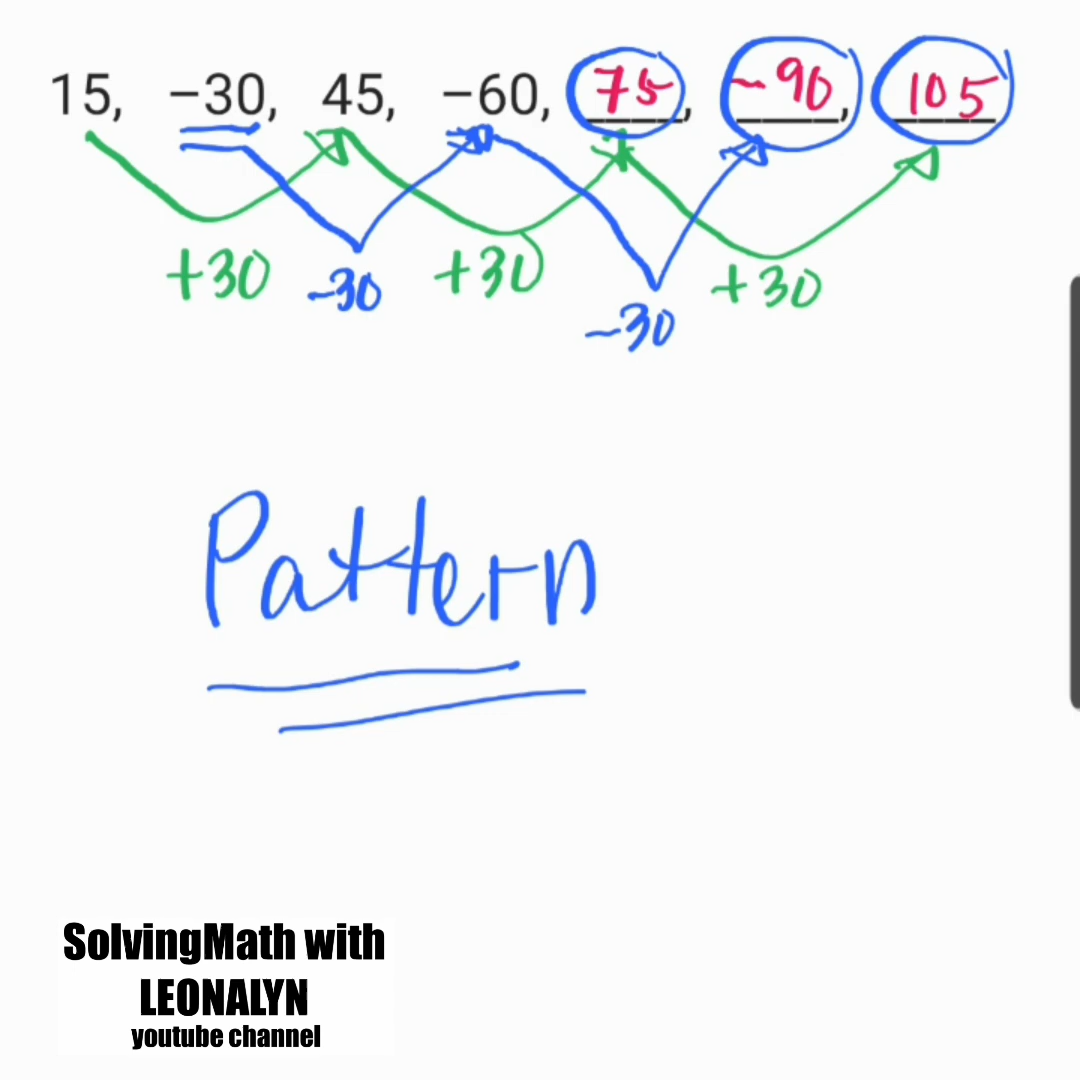 15, −30, 45, −60, 75, -90, 105
+30 -30 +30 -30 +30
Pattern
SolvingMath with
LEONALYN
youtube channel